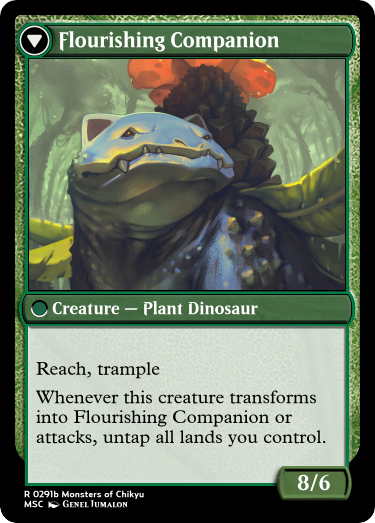 Flourishing Companion
Creature — Plant Dinosaur
Reach, trample
Whenever this creature transforms
into Flourishing Companion or
attacks, untap all lands you control.
8/6
R 0291b Monsters of Chikyu
MSC Genel Jumalon